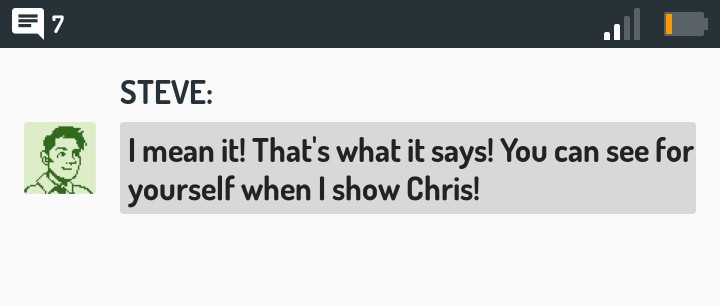 7
STEVE:
I mean it! That's what it says! You can see for
yourself when I show Chris!